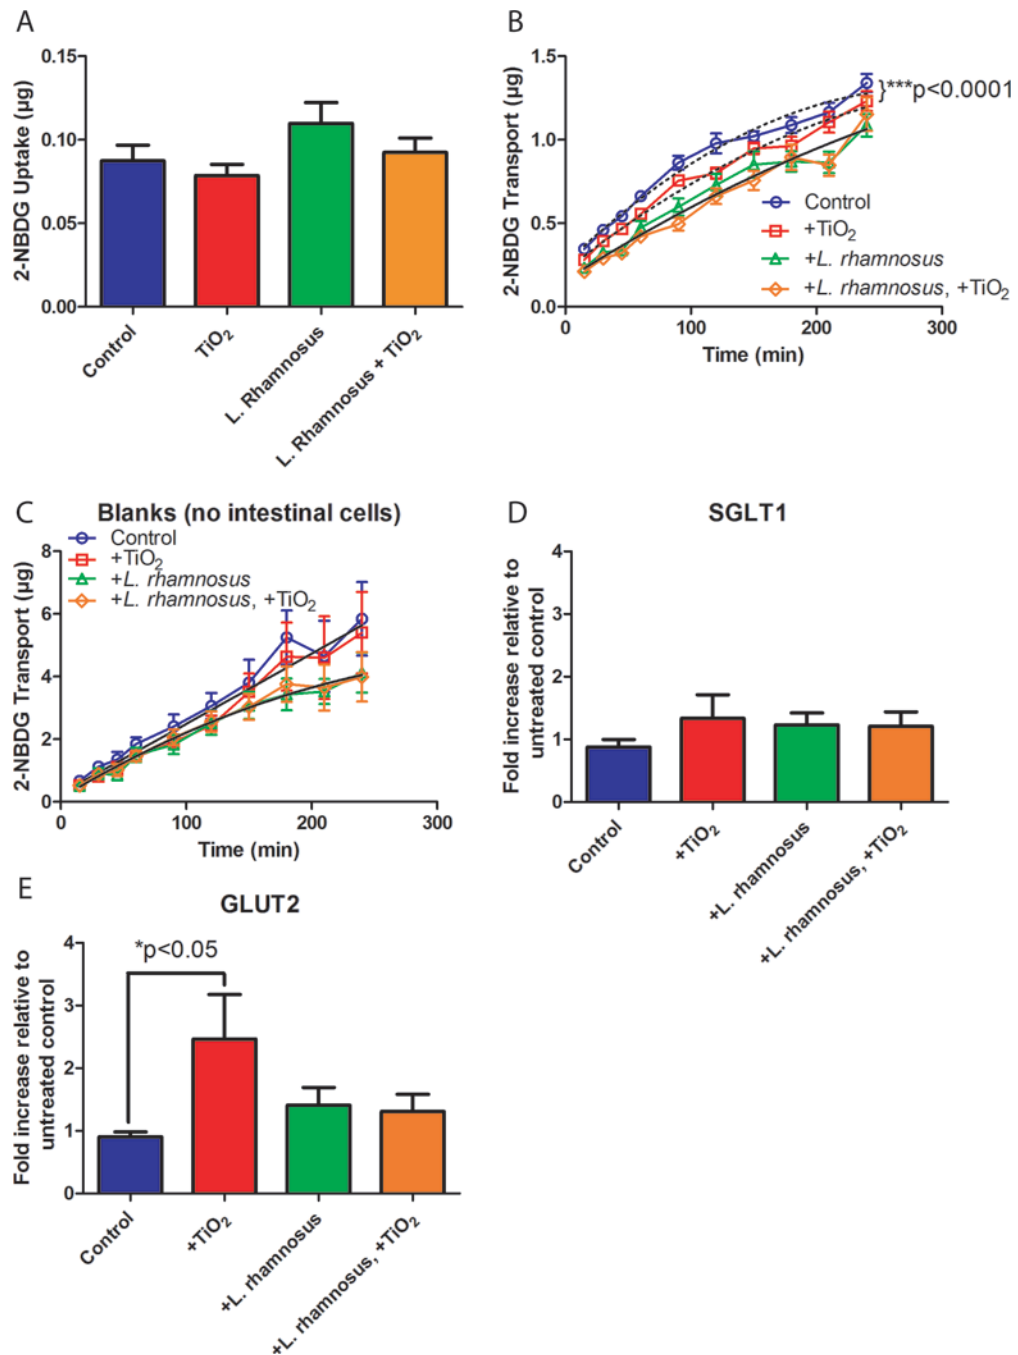 A
2-NBDG Uptake (µg)
0.15
0.10
0.05
0.00
Control
TiO₂
L. Rhamnosus
L. Rhamnosus + TiO₂
B
2-NBDG Transport (µg)
1.5
1.0
0.5
0.0
}***p<0.0001
Control
+TiO₂
+L. rhamnosus
+L. rhamnosus, +TiO₂
0
100
200
300
Time (min)
C
Blanks (no intestinal cells)
Control
+TiO₂
+L. rhamnosus
+L. rhamnosus, +TiO₂
2-NBDG Transport (µg)
8
6
4
2
0
0
100
200
300
Time (min)
D
SGLT1
Fold increase relative to
untreated control
4
3
2
1
0
Control
+TiO₂
+L. rhamnosus
+L. rhamnosus, +TiO₂
E
GLUT2
Fold increase relative to
untreated control
4
3
2
1
0
*p<0.05
Control
+TiO₂
+L. rhamnosus
+L. rhamnosus, +TiO₂